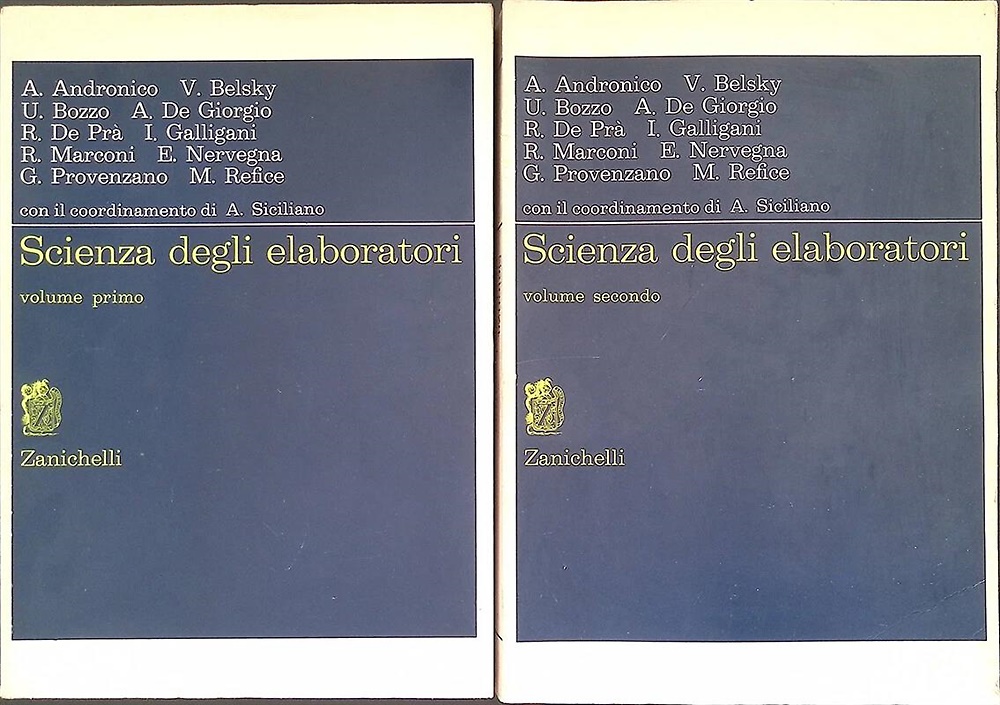 A. Andronico V. Belsky
U. Bozzo A. De Giorgio
R. De Prà I. Galligani
R. Marconi E. Nervegna
G. Provenzano M. Refice
con il coordinamento di A. Siciliano
Scienza degli elaboratori
volume primo
Zanichelli
A. Andronico V. Belsky
U. Bozzo A. De Giorgio
R. De Prà I. Galligani
R. Marconi E. Nervegna
G. Provenzano M. Refice
con il coordinamento di A. Siciliano
Scienza degli elaboratori
volume secondo
Zanichelli